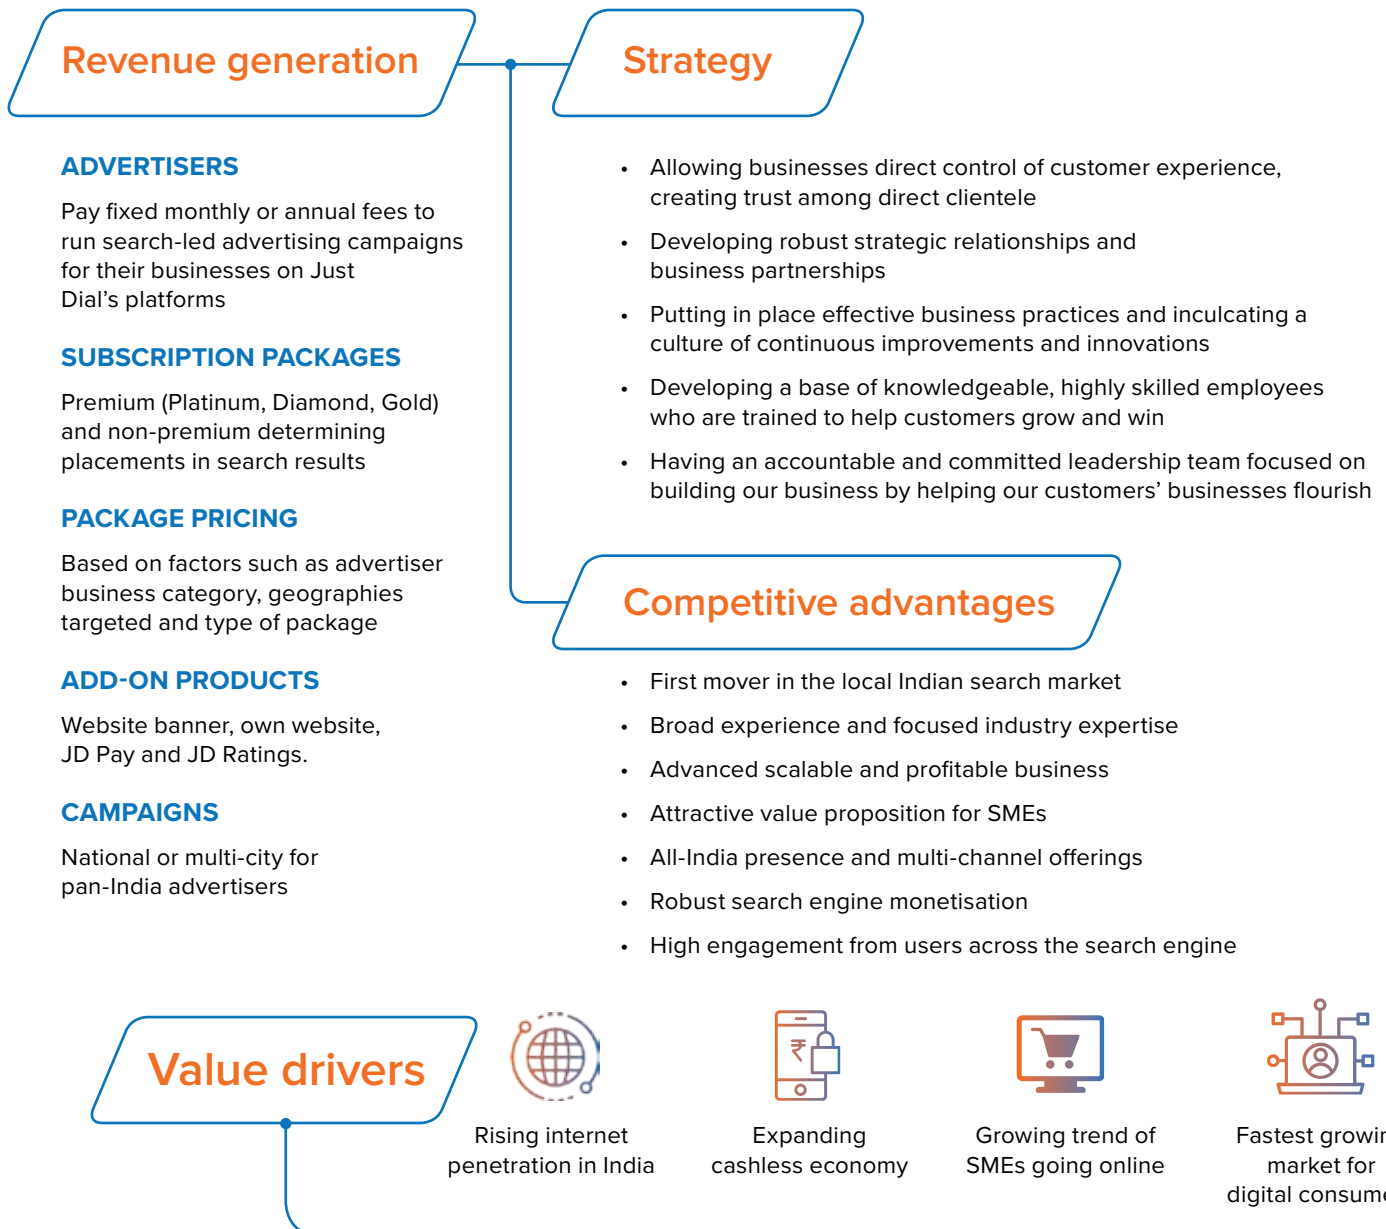 Revenue generation
ADVERTISERS
Pay fixed monthly or annual fees to
run search-led advertising campaigns
for their businesses on Just
Dial’s platforms
SUBSCRIPTION PACKAGES
Premium (Platinum, Diamond, Gold)
and non-premium determining
placements in search results
PACKAGE PRICING
Based on factors such as advertiser
business category, geographies
targeted and type of package
ADD-ON PRODUCTS
Website banner, own website,
JD Pay and JD Ratings.
CAMPAIGNS
National or multi-city for
pan-India advertisers
Strategy
• Allowing businesses direct control of customer experience,
creating trust among direct clientele
• Developing robust strategic relationships and
business partnerships
• Putting in place effective business practices and inculcating a
culture of continuous improvements and innovations
• Developing a base of knowledgeable, highly skilled employees
who are trained to help customers grow and win
• Having an accountable and committed leadership team focused on
building our business by helping our customers’ businesses flourish
Competitive advantages
• First mover in the local Indian search market
• Broad experience and focused industry expertise
• Advanced scalable and profitable business
• Attractive value proposition for SMEs
• All-India presence and multi-channel offerings
• Robust search engine monetisation
• High engagement from users across the search engine
Value drivers
Rising internet
penetration in India
₹
Expanding
cashless economy
Growing trend of
SMEs going online
Fastest
market for
digital